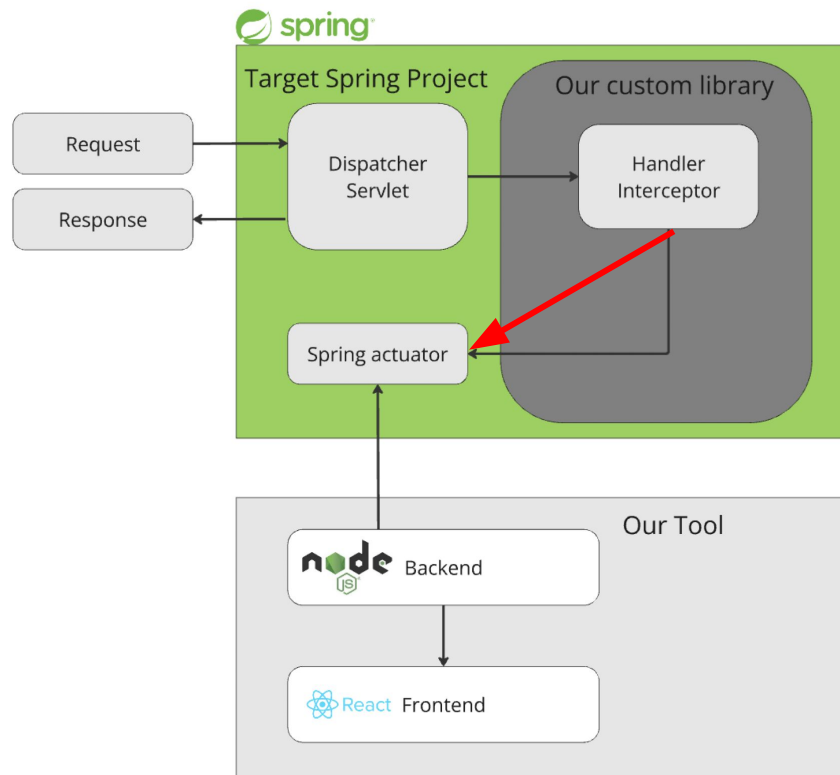 spring
Target Spring Project
Our custom library
Request
Dispatcher
Servlet
Handler
Interceptor
Response
Spring actuator
Our Tool
node
JS
Backend
React Frontend